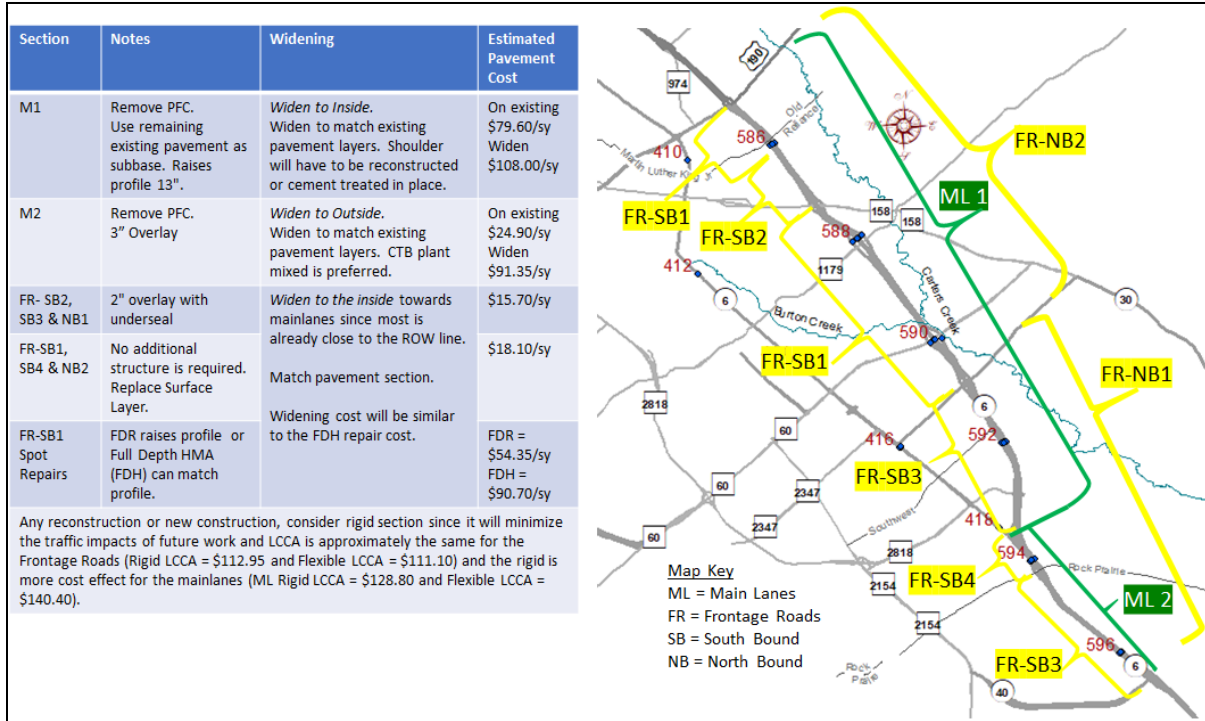 Section
Notes
Widening
Estimated
Pavement
Cost
M1
Remove PFC.
Use remaining
existing pavement as
subbase. Raises
profile 13".
Widen to Inside.
Widen to match existing
pavement layers. Shoulder
will have to be reconstructed
or cement treated in place.
On existing
$79.60/sy
Widen
$108.00/sy
M2
Remove PFC.
3” Overlay
Widen to Outside.
Widen to match existing
pavement layers. CTB plant
mixed is preferred.
On existing
$24.90/sy
Widen
$91.35/sy
FR- SB2,
SB3 & NB1
2" overlay with
underseal
Widen to the inside towards
mainlanes since most is
already close to the ROW line.
Match pavement section.
Widening cost will be similar
to the FDH repair cost.
$15.70/sy
FR-SB1,
SB4 & NB2
No additional
structure is required.
Replace Surface
Layer.
$18.10/sy
FR-SB1
Spot
Repairs
FDR raises profile or
Full Depth HMA
(FDH) can match
profile.
FDR =
$54.35/sy
FDH =
$90.70/sy
Any reconstruction or new construction, consider rigid section since it will minimize
the traffic impacts of future work and LCCA is approximately the same for the
Frontage Roads (Rigid LCCA = $112.95 and Flexible LCCA = $111.10) and the rigid is
more cost effect for the mainlanes (ML Rigid LCCA = $128.80 and Flexible LCCA =
$140.40).
190
974
Old
Reliance
N
W
E
S
586
410
Martin Luther King Jr
FR-NB2
ML 1
FR-SB1
FR-SB2
158
158
588
1179
412
6
Carters Creek
30
Burton Creek
590
FR-SB1
FR-NB1
2818
60
6
416
592
FR-SB3
60
2347
2347
Southwest
418
60
2818
594
Rock Prairie
2154
FR-SB4
ML 2
2154
Rock
Prairie
596
6
FR-SB3
40
Map Key
ML = Main Lanes
FR = Frontage Roads
SB = South Bound
NB = North Bound